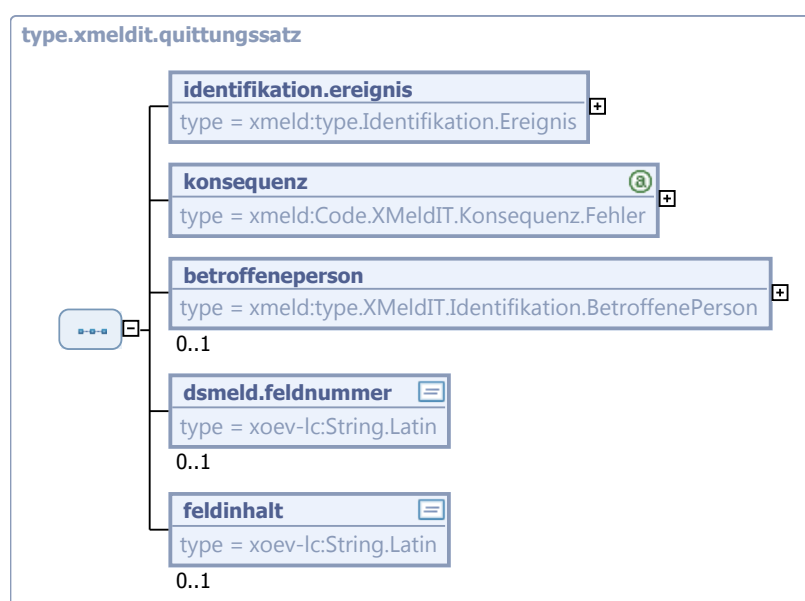 type.xmeldit.quittungssatz
identifikation.ereignis
type = xmeld:type.Identifikation.Ereignis
konsequenz
type = xmeld:Code.XMeldIT.Konsequenz.Fehler
betroffeneperson
type = xmeld:type.XMeldIT.Identifikation.BetroffenePerson
0..1
dsmeld.feldnummer
type = xoev-lc:String.Latin
0..1
feldinhalt
type = xoev-lc:String.Latin
0..1